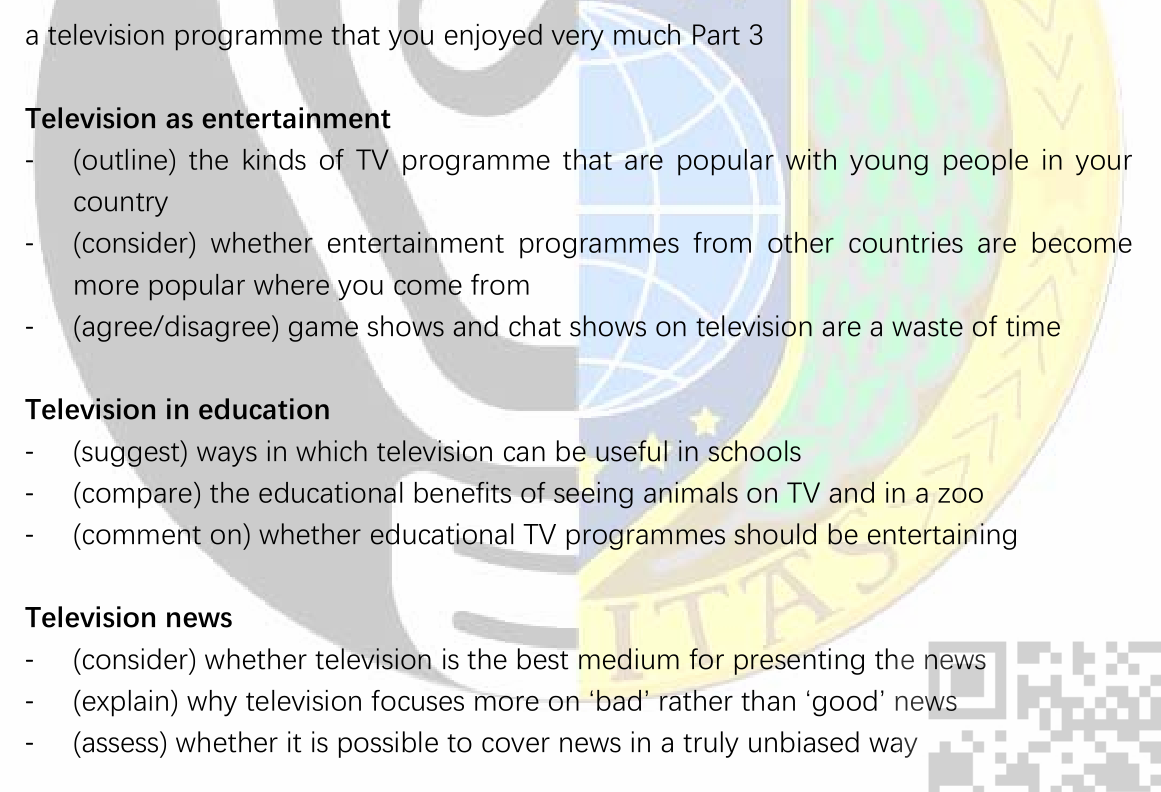 a television programme that you enjoyed very much Part 3
Television as entertainment
- (outline) the kinds of TV programme that are popular with young people in your
country
- (consider) whether entertainment programmes from other countries are become
more popular where you come from
- (agree/disagree) game shows and chat shows on television are a waste of time
Television in education
- (suggest) ways in which television can be useful in schools
- (compare) the educational benefits of seeing animals on TV and in a zoo
- (comment on) whether educational TV programmes should be entertaining
ITAS
Television news
- (consider) whether television is the best medium for presenting the news
- (explain) why television focuses more on ‘bad’ rather than ‘good’ news
- (assess) whether it is possible to cover news in a truly unbiased way